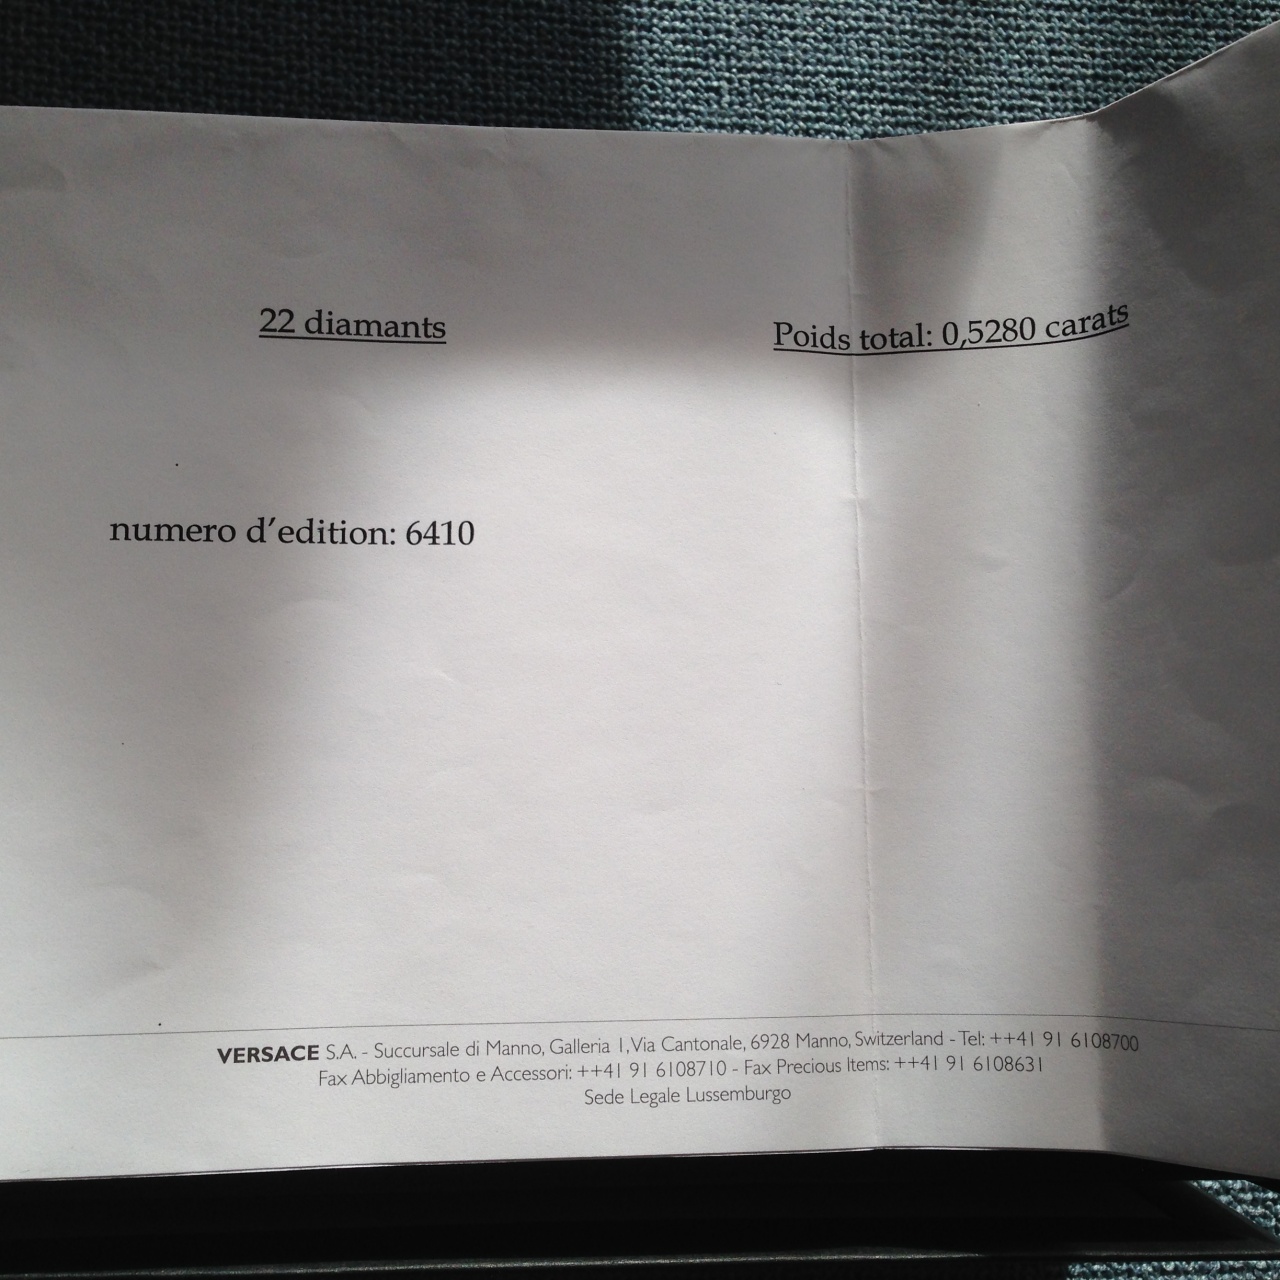 22 diamants
Poids total: 0,5280 carats
numero d'edition: 6410
VERSACE S.A. - Succursale di Manno, Galleria 1, Via Cantonale, 6928 Manno, Switzerland - Tel: ++41 91 6108700
Fax Abbigliamento e Accessori: ++41 91 6108710 - Fax Precious Items: ++41 91 6108631
Sede Legale Lussemburgo